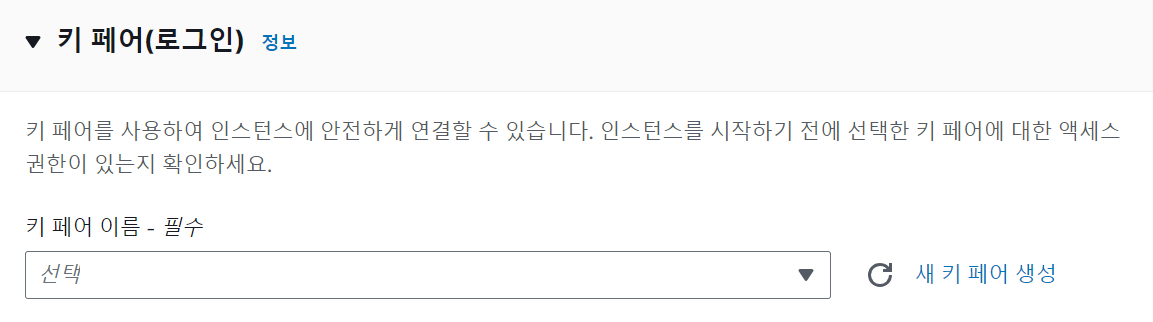 키 페어(로그인) 정보
키 페어를 사용하여 인스턴스에 안전하게 연결할 수 있습니다. 인스턴스를 시작하기 전에 선택한 키 페어에 대한 액세스
권한이 있는지 확인하세요.
키 페어 이름 - 필수
선택 새 키 페어 생성